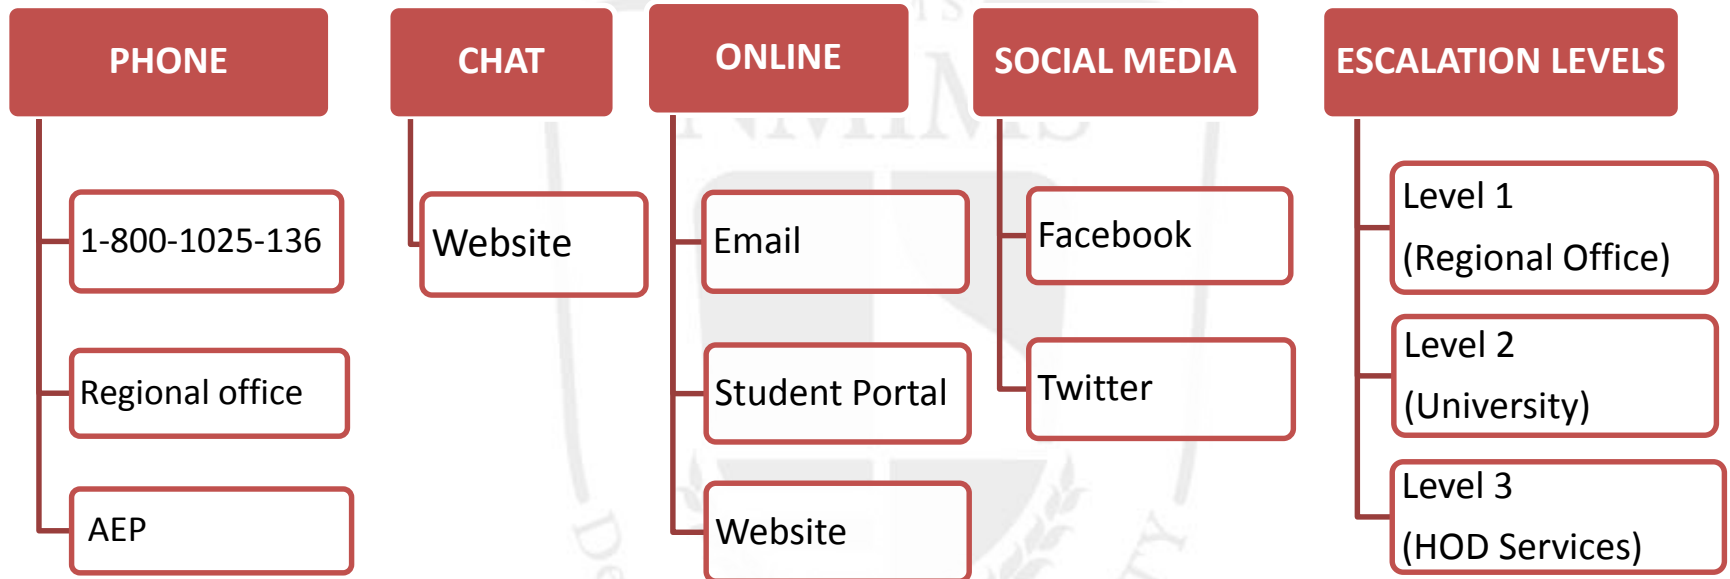 PHONE
1-800-1025-136
Regional office
AEP
CHAT
Website
ONLINE
Email
Student Portal
Website
SOCIAL MEDIA
Facebook
Twitter
ESCALATION LEVELS
Level 1
(Regional Office)
Level 2
(University)
Level 3
(HOD Services)
NMIMS